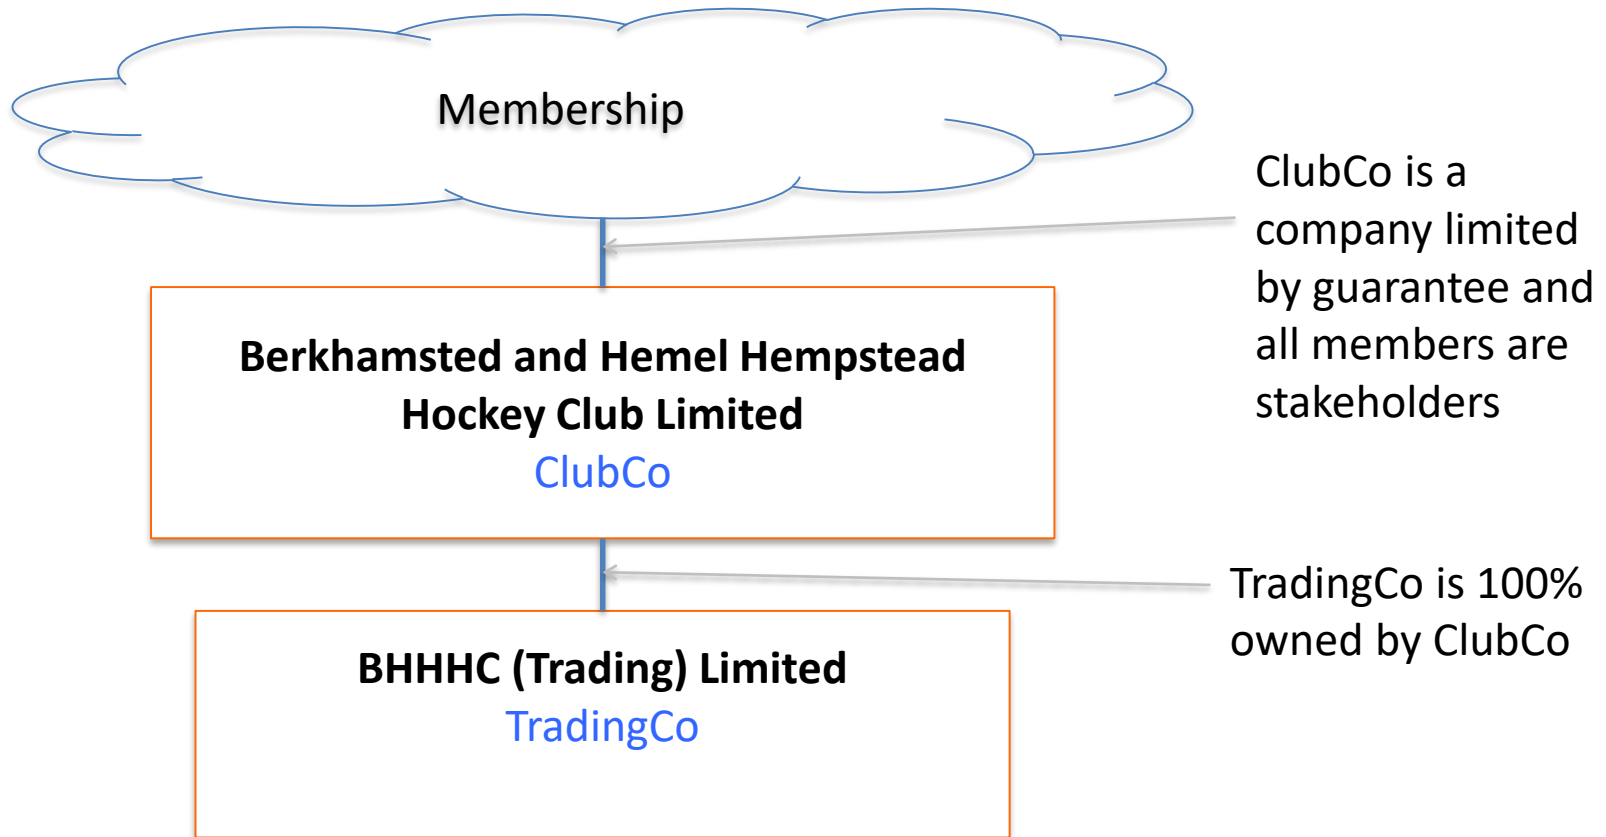 Membership
ClubCo is a
company limited
by guarantee and
all members are
stakeholders
Berkhamsted and Hemel Hempstead
Hockey Club Limited
ClubCo
TradingCo is 100%
owned by ClubCo
BHHHC (Trading) Limited
TradingCo